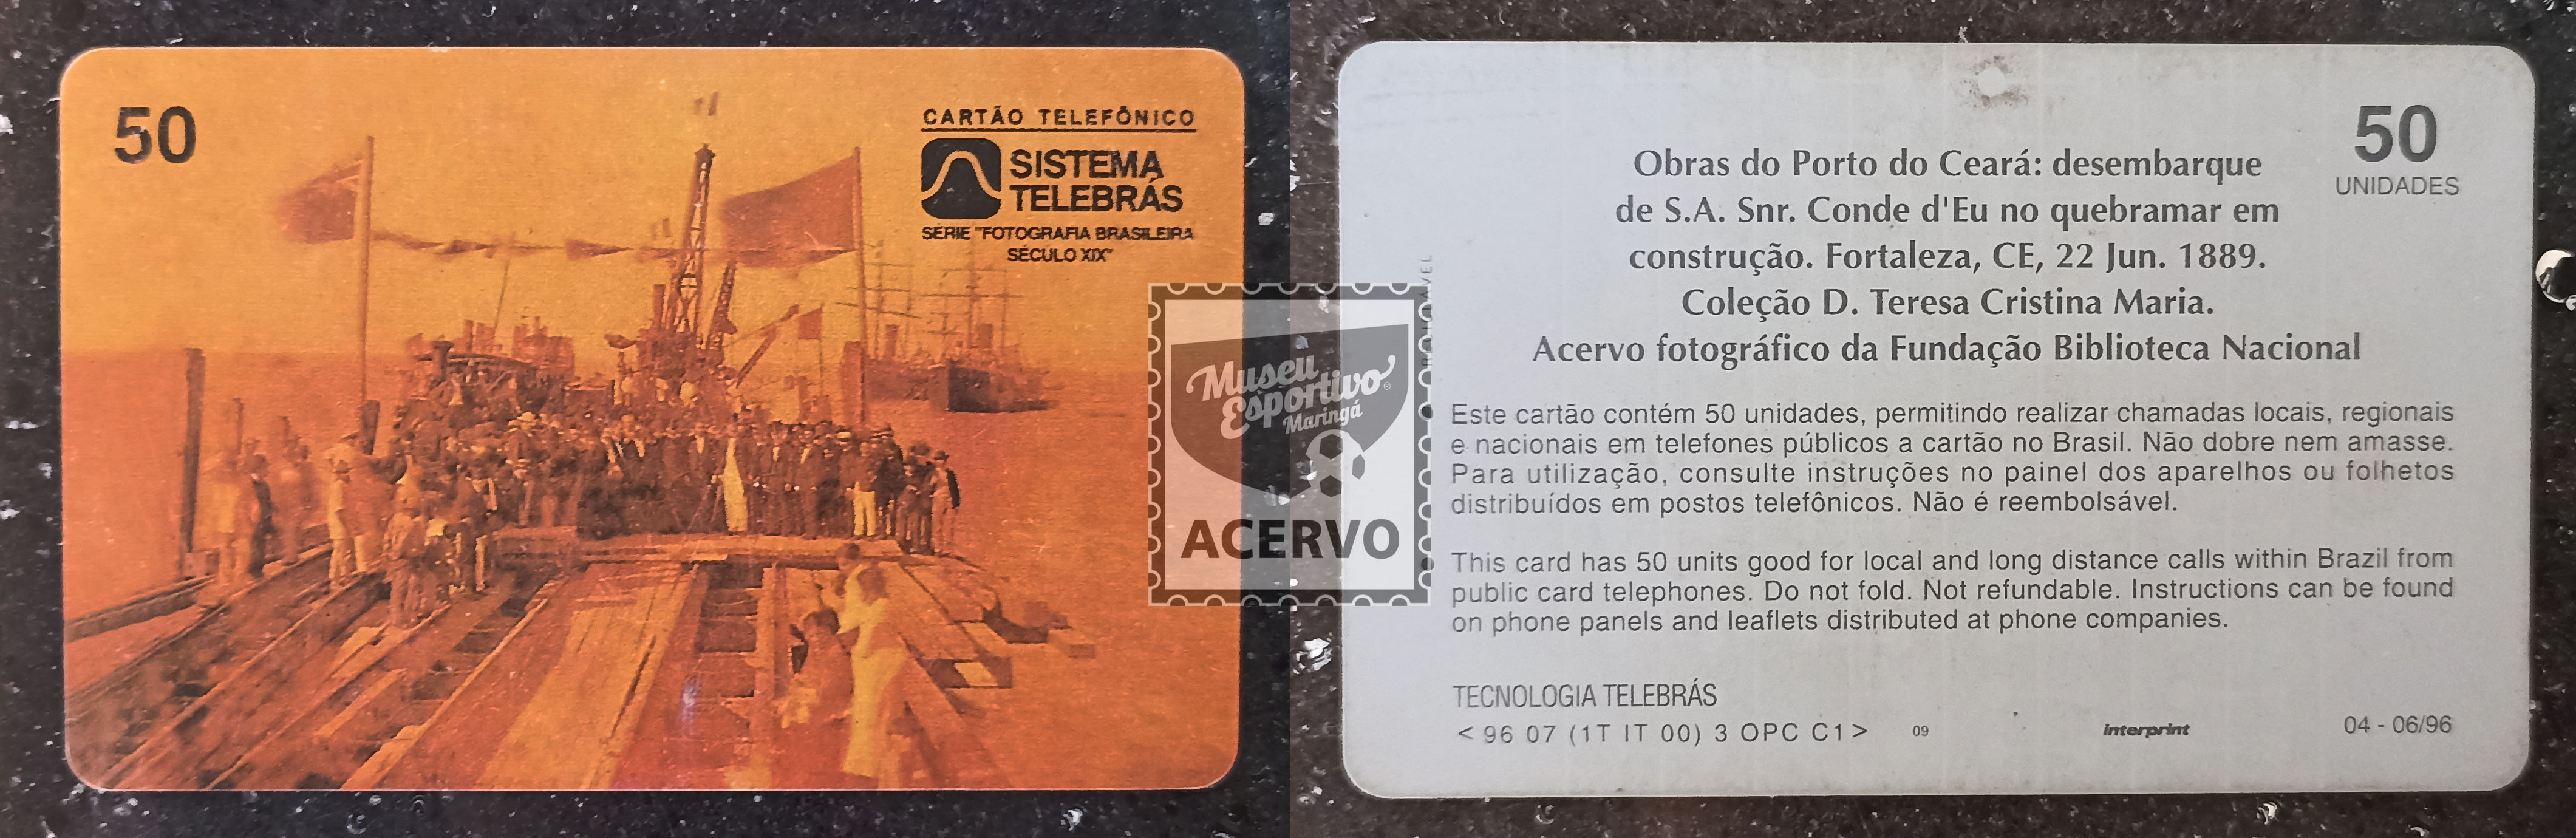 50
CARTÃO TELEFÔNICO
SISTEMA
TELEBRÁS
SÉRIE "FOTOGRAFIA BRASILEIRA
SÉCULO XIX"
Museu
Esportivo®
Maringá
ACERVO
50
UNIDADES
Obras do Porto do Ceará: desembarque
de S.A. Snr. Conde d'Eu no quebramar em
construção. Fortaleza, CE, 22 Jun. 1889.
Coleção D. Teresa Cristina Maria.
Acervo fotográfico da Fundação Biblioteca Nacional
Este cartão contém 50 unidades, permitindo realizar chamadas locais, regionais
e nacionais em telefones públicos a cartão no Brasil. Não dobre nem amasse.
Para utilização, consulte instruções no painel dos aparelhos ou folhetos
distribuídos em postos telefônicos. Não é reembolsável.
This card has 50 units good for local and long distance calls within Brazil from
public card telephones. Do not fold. Not refundable. Instructions can be found
on phone panels and leaflets distributed at phone companies.
TECNOLOGIA TELEBRÁS
< 96 07 (1T IT 00) 3 OPC C1 > 09 interprint 04 - 06/96